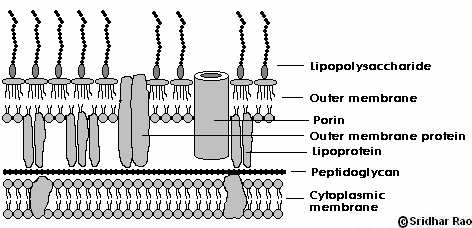 Lipopolysaccharide
Outer membrane
Porin
Outer membrane protein
Lipoprotein
Peptidoglycan
Cytoplasmic
membrane
©Sridhar Rao